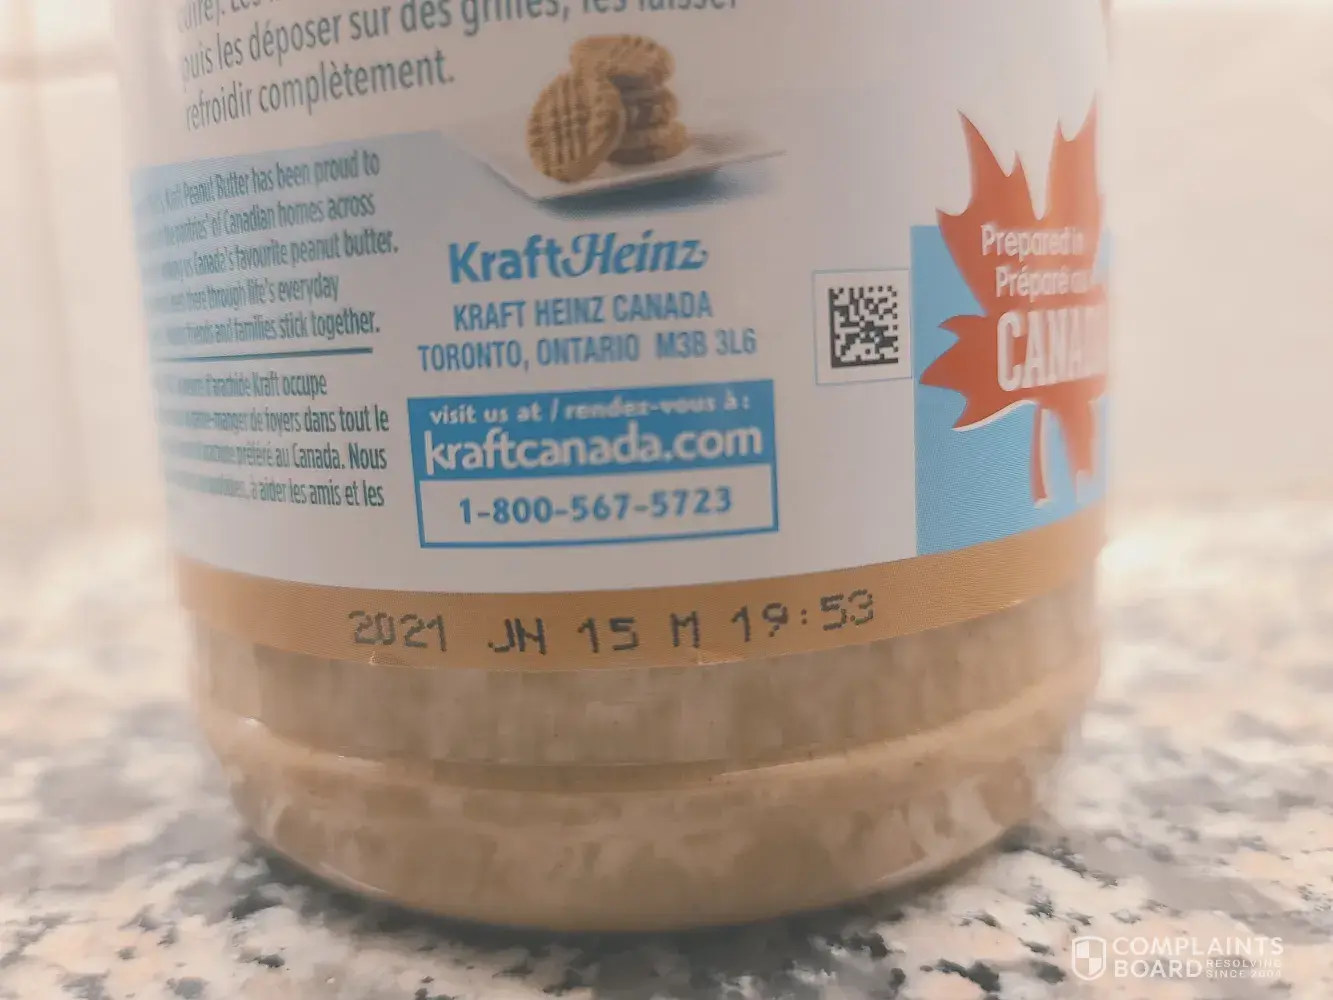 puis les déposer sur des grilles, les laisser
refroidir complètement.
Kraft Peanut Butter has been proud to
pantries' of Canadian homes across
as Canada's favourite peanut butter.
there through life's everyday
friends and families stick together.
d'arachide Kraft occupe
garde-manger de foyers dans tout le
préféré au Canada. Nous
à aider les amis et les
KraftHeinz
KRAFT HEINZ CANADA
TORONTO, ONTARIO M3B 3L6
visit us at / rendez-vous à :
kraftcanada.com
1-800-567-5723
Prepared in
Préparé au
CANADA
2021 JN 15 M 19:53
COMPLAINTS
BOARD RESOLVING
SINCE 2004